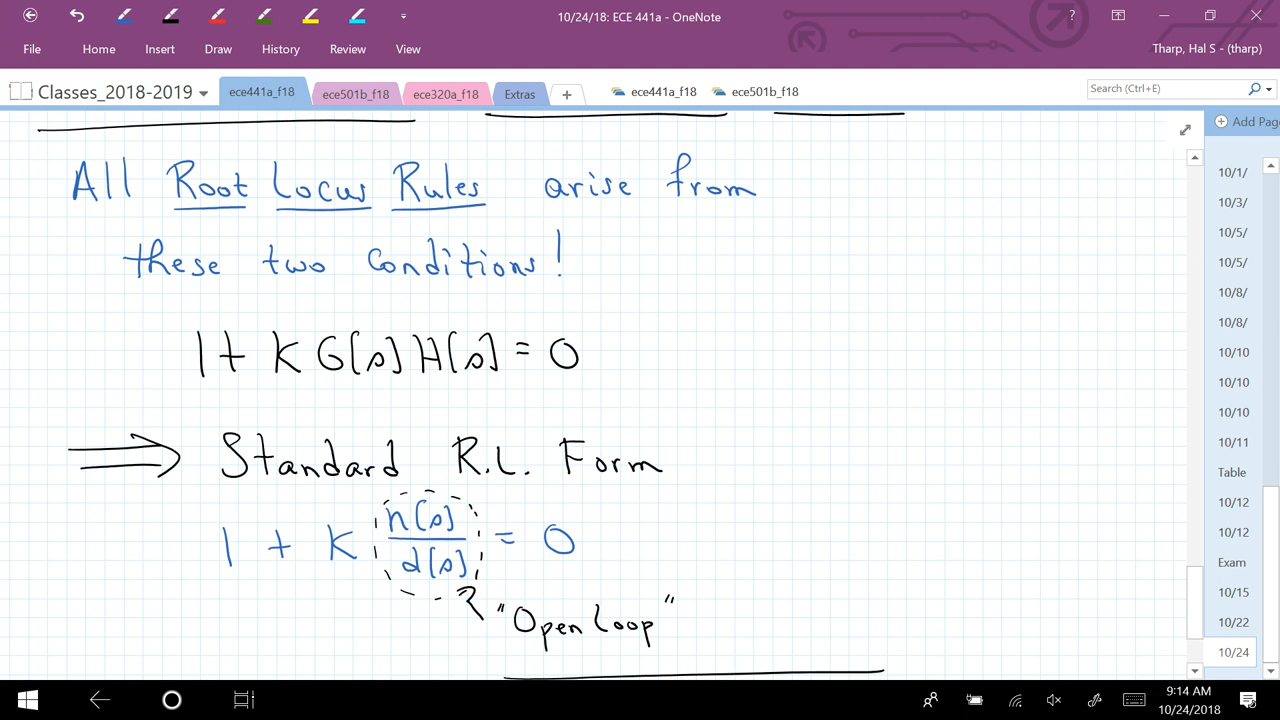 10/24/18: ECE 441a - OneNote
?
File Home Insert Draw History Review View
Tharp, Hal S - (tharp)
Classes_2018-2019
ece441a_f18 ece501b_f18 ece320a_f18 Extras + ece441a_f18 ece501b_f18
Search (Ctrl+E)
Add Pag
All Root Locus Rules arise from
these two conditions!
1 + K G(s) H(s) = 0
⟹ Standard R.L. Form
1 + K n(s)/d(s) = 0
"Open Loop"
10/1/
10/3/
10/5/
10/5/
10/8/
10/8/
10/10
10/10
10/10
10/11
Table
10/12
10/12
Exam
10/15
10/22
10/24
9:14 AM
10/24/2018